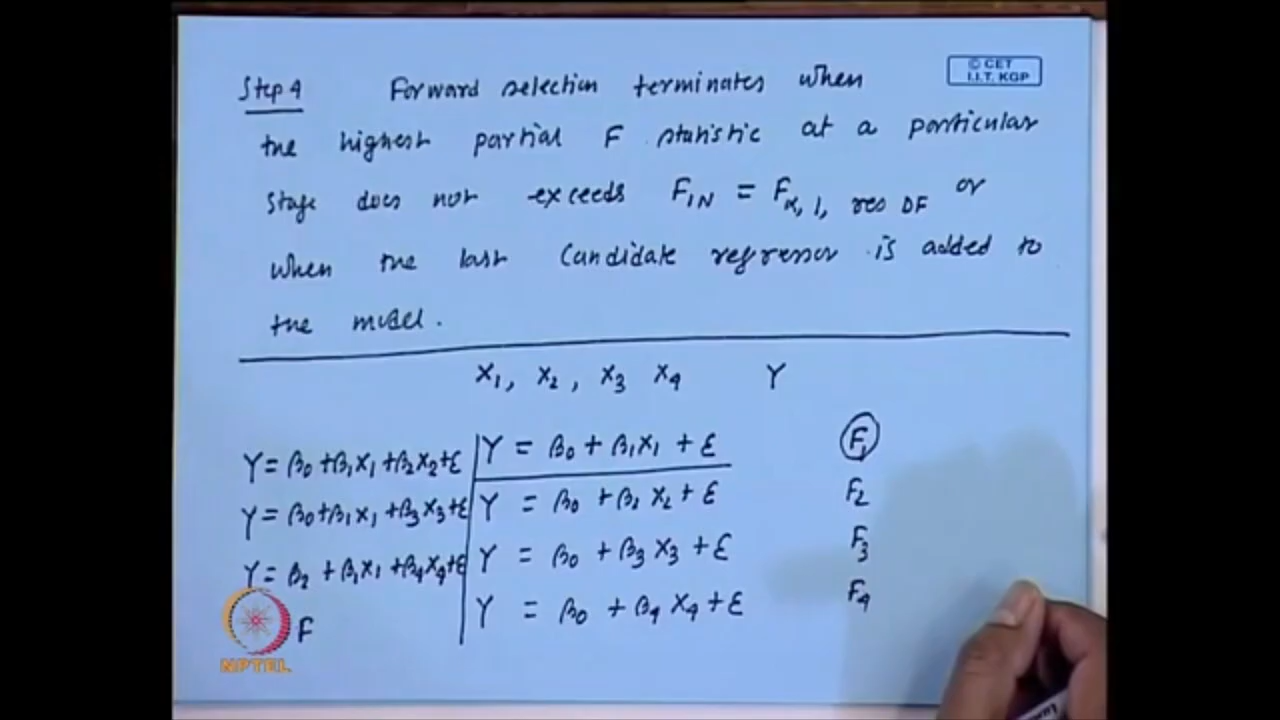 © CET
I.I.T. KGP
Step 4 Forward selection terminates when
the highest partial F statistic at a particular
stage does not exceeds F_IN = F_α, 1, res DF or
when the last candidate regressor is added to
the model.
X₁, X₂, X₃ X₄ Y
Y = β₀ + β₁X₁ + ε F₁
Y = β₀ + β₂ X₂ + ε F₂
Y = β₀ + β₃ X₃ + ε F₃
Y = β₀ + β₄ X₄ + ε F₄
Y = β₀ + β₁X₁ + β₂X₂ + ε
Y = β₀ + β₁X₁ + β₃X₃ + ε
Y = β₂ + β₁X₁ + β₄X₄ + ε
F
NPTEL